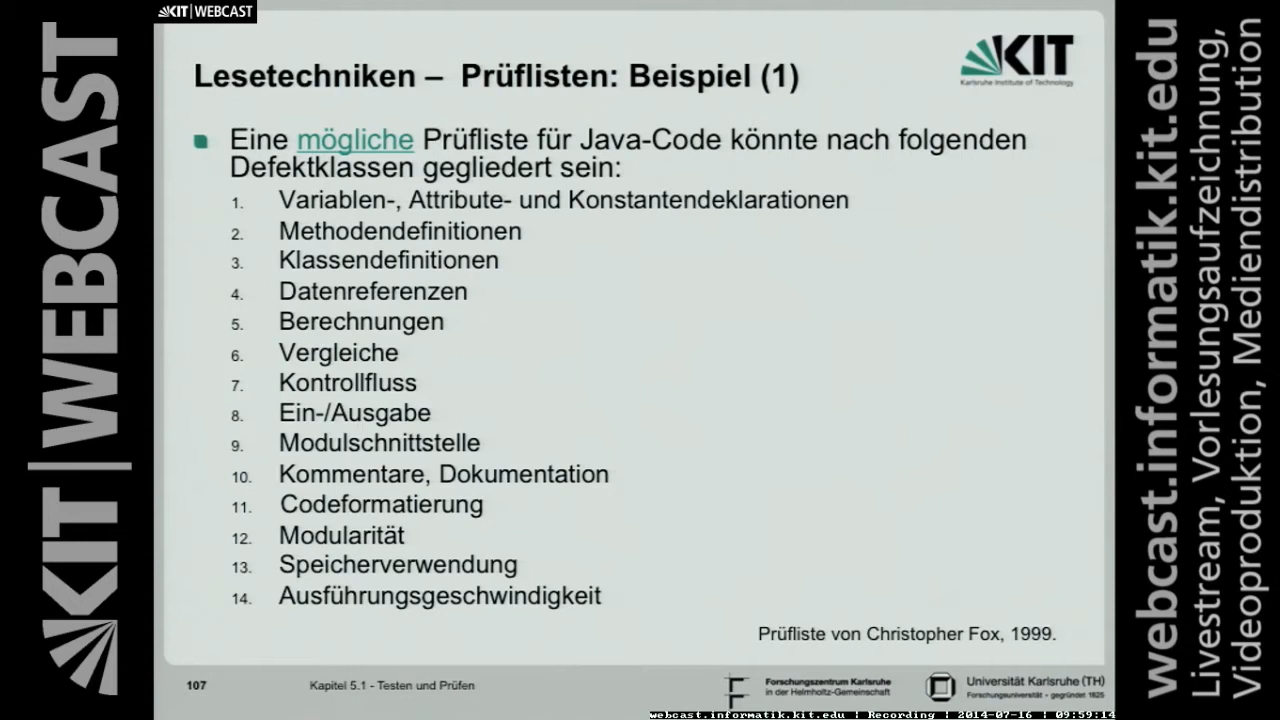 KIT | WEBCAST
KIT | WEBCAST
Lesetechniken – Prüflisten: Beispiel (1)
KIT
Karlsruhe Institute of Technology
Eine mögliche Prüfliste für Java-Code könnte nach folgenden
Defektklassen gegliedert sein:
1. Variablen-, Attribute- und Konstantendeklarationen
2. Methodendefinitionen
3. Klassendefinitionen
4. Datenreferenzen
5. Berechnungen
6. Vergleiche
7. Kontrollfluss
8. Ein-/Ausgabe
9. Modulschnittstelle
10. Kommentare, Dokumentation
11. Codeformatierung
12. Modularität
13. Speicherverwendung
14. Ausführungsgeschwindigkeit
Prüfliste von Christopher Fox, 1999.
107
Kapitel 5.1 - Testen und Prüfen
Forschungszentrum Karlsruhe
in der Helmholtz-Gemeinschaft
Universität Karlsruhe (TH)
Forschungsuniversität - gegründet 1825
webcast.informatik.kit.edu | Recording | 2014-07-16 | 09:59:14
webcast.informatik.kit.edu
Livestream, Vorlesungsaufzeichnung,
Videoproduktion, Mediendistribution